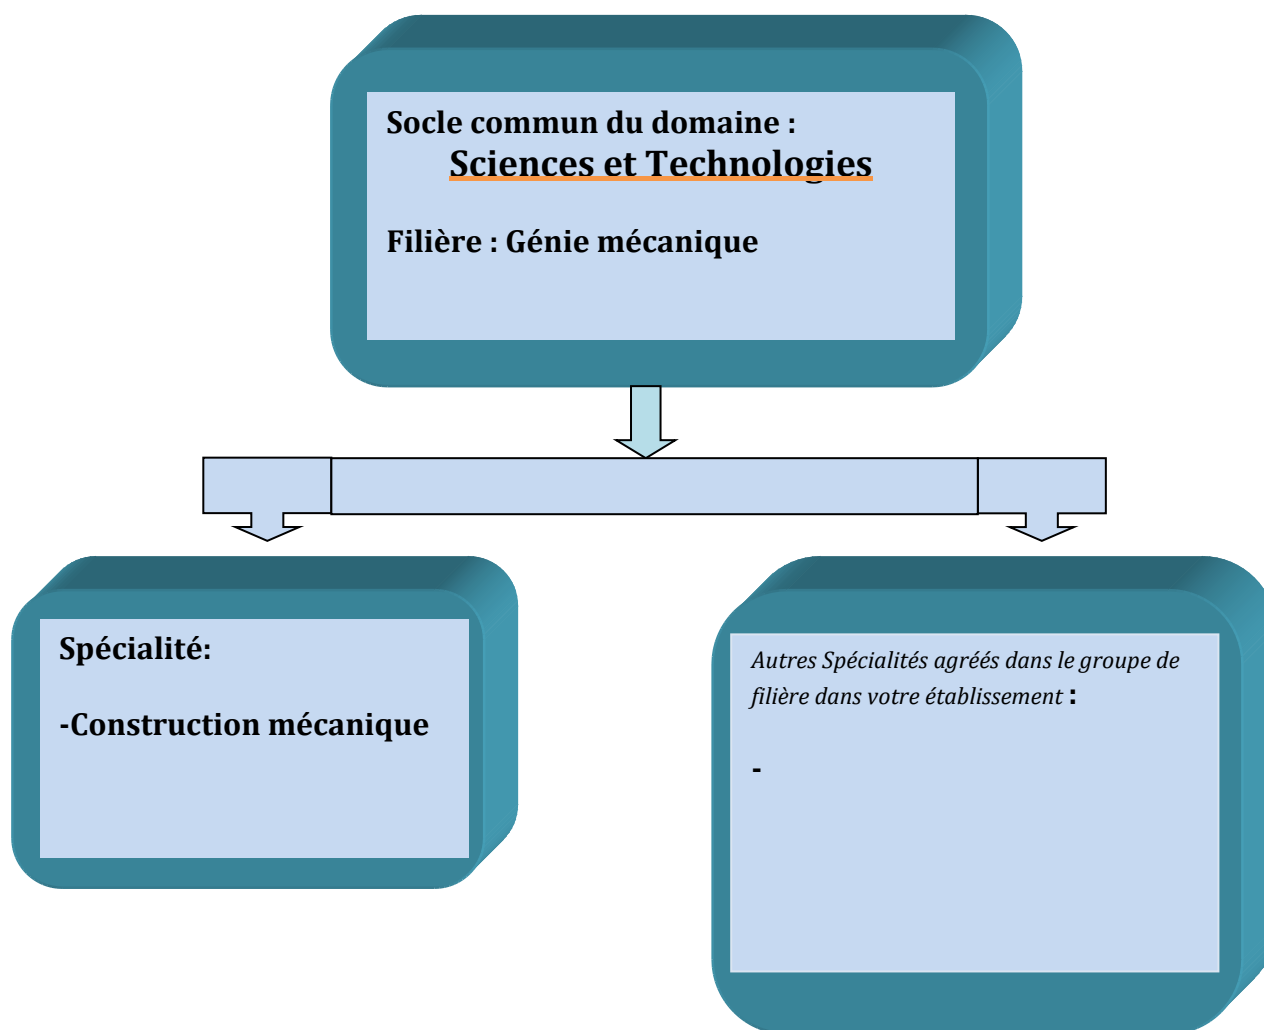 Socle commun du domaine :
Sciences et Technologies
Filière : Génie mécanique
Spécialité:
-Construction mécanique
Autres Spécialités agréés dans le groupe de
filière dans votre établissement :
-